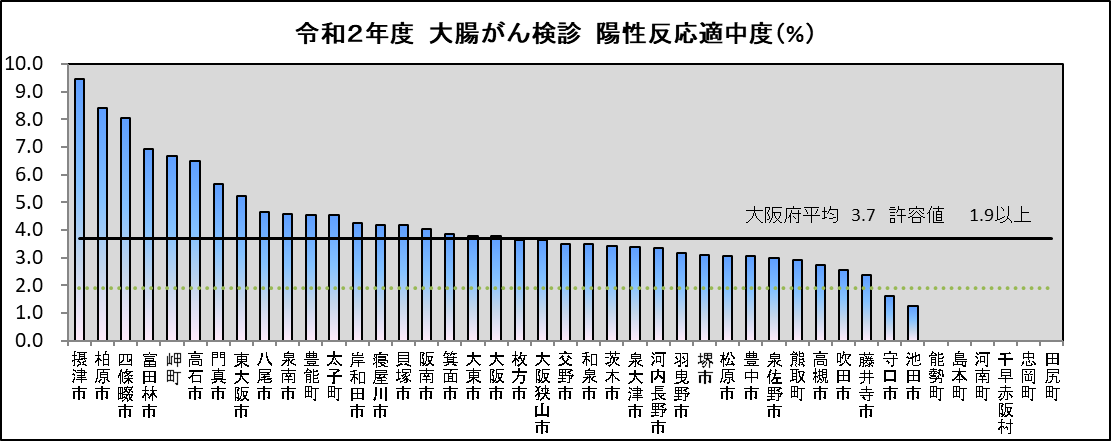 令和2年度 大腸がん検診 陽性反応適中度(%)
10.0
9.0
8.0
7.0
6.0
5.0
4.0
3.0
2.0
1.0
0.0
大阪府平均 3.7 許容値 1.9以上
摂津市
柏原市
四條畷市
富田林市
岬町
高石市
門真市
東大阪市
八尾市
泉南市
豊能町
太子町
岸和田市
寝屋川市
貝塚市
阪南市
箕面市
大東市
大阪市
枚方市
大阪狭山市
交野市
和泉市
茨木市
泉大津市
河内長野市
羽曳野市
堺市
松原市
豊中市
泉佐野市
熊取町
高槻市
吹田市
藤井寺市
守口市
池田市
能勢町
島本町
河南町
千早赤阪村
忠岡町
田尻町